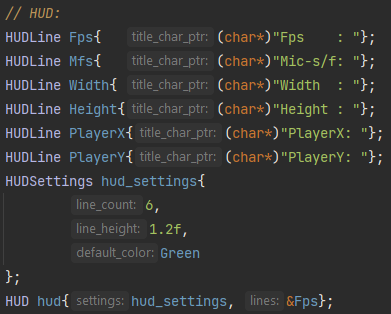 // HUD:
HUDLine Fps{ title_char_ptr: (char*)"Fps    : "};
HUDLine Mfs{ title_char_ptr: (char*)"Mic-s/f: "};
HUDLine Width{ title_char_ptr: (char*)"Width  : "};
HUDLine Height{ title_char_ptr: (char*)"Height : "};
HUDLine PlayerX{ title_char_ptr: (char*)"PlayerX: "};
HUDLine PlayerY{ title_char_ptr: (char*)"PlayerY: "};
HUDSettings hud_settings{
line_count: 6,
line_height: 1.2f,
default_color: Green
};
HUD hud{ settings: hud_settings, lines: &Fps};